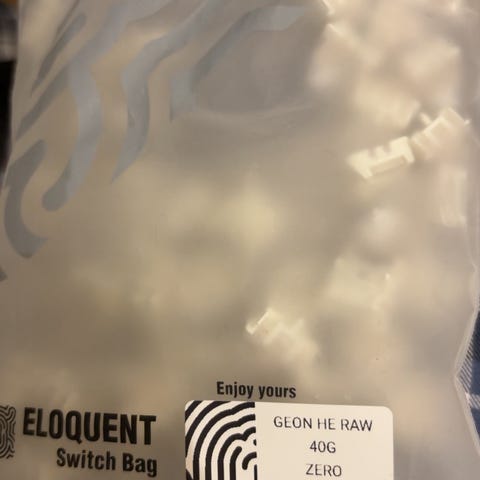 Enjoy yours
ELOQUENT
Switch Bag
GEON HE RAW
40G
ZERO